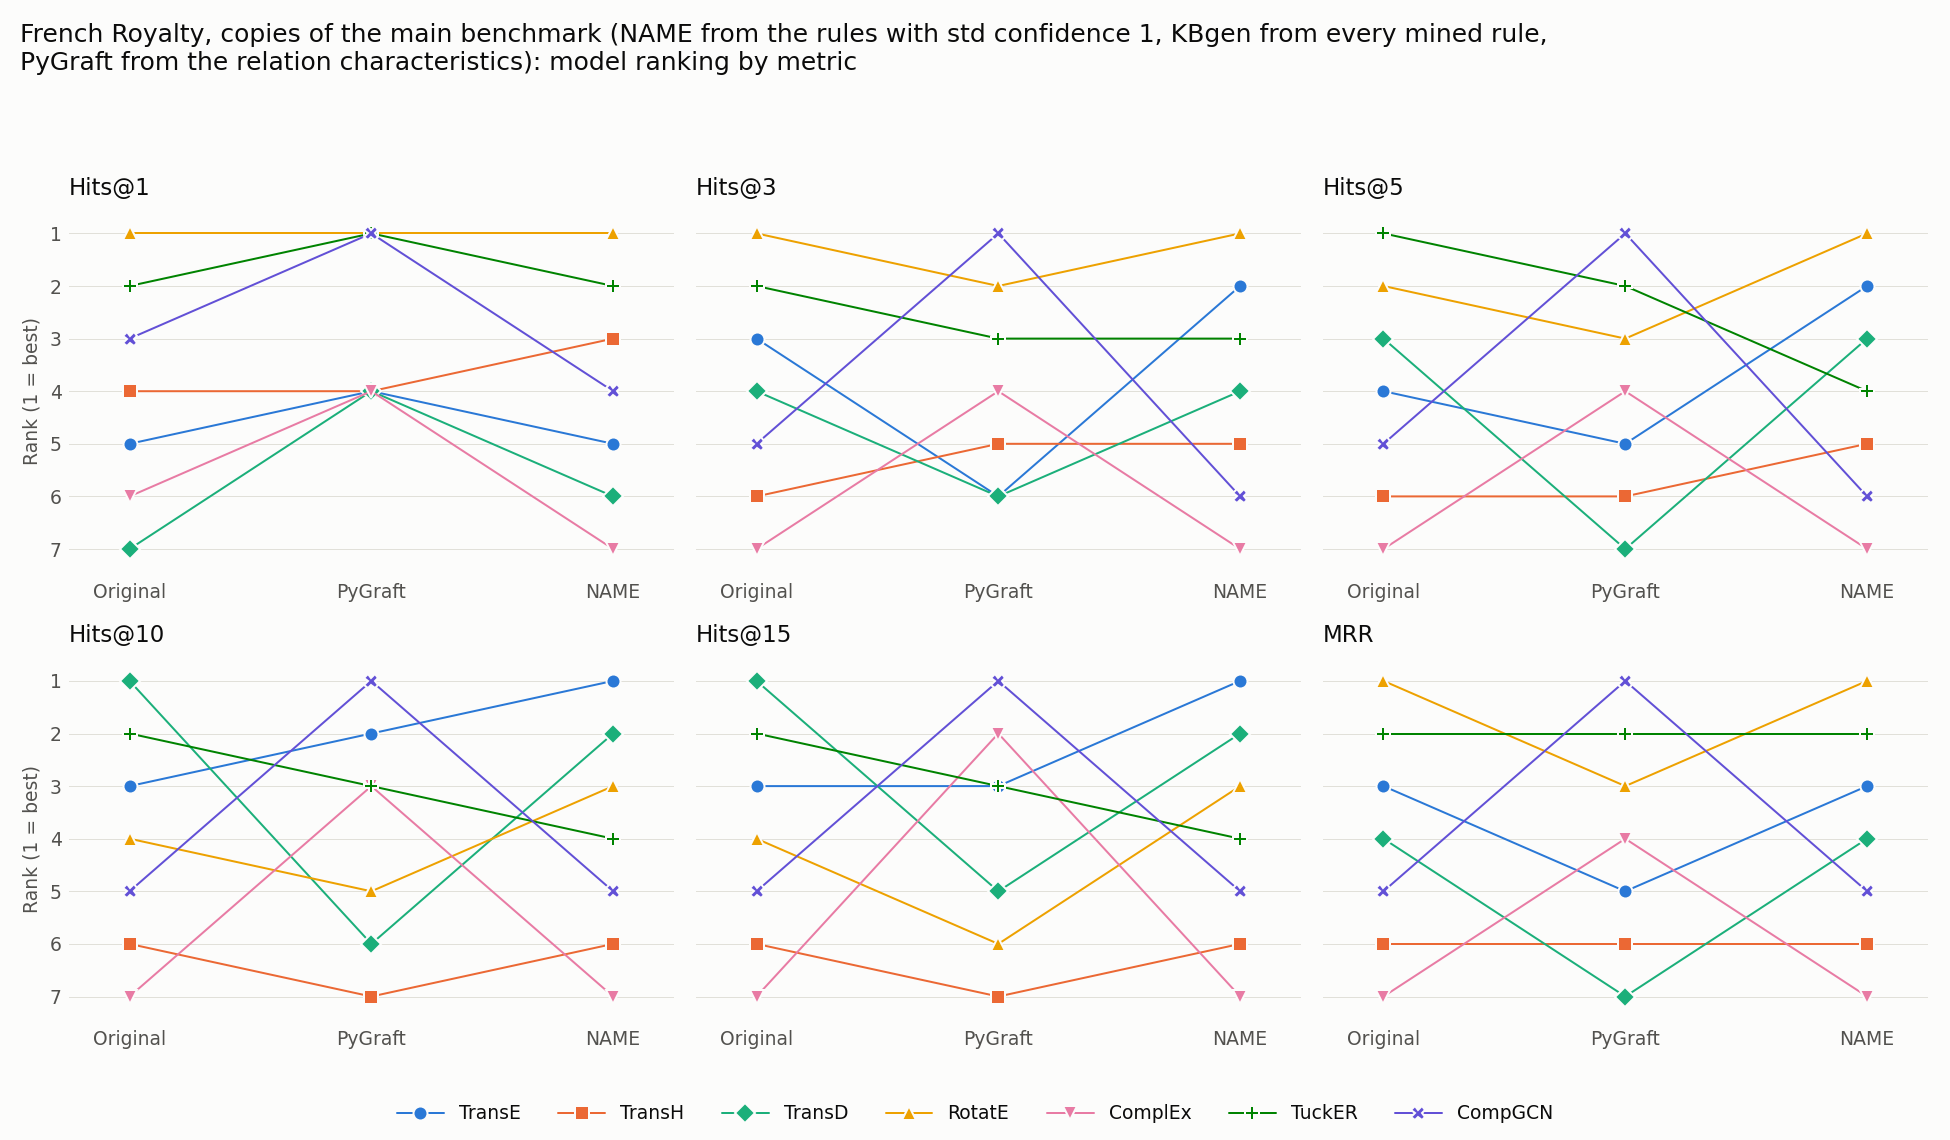 French Royalty, copies of the main benchmark (NAME from the rules with std confidence 1, KBgen from every mined rule,
PyGraft from the relation characteristics): model ranking by metric
Hits@1
Hits@3
Hits@5
Rank (1 = best)
1
2
3
4
5
6
7
Original
PyGraft
NAME
Original
PyGraft
NAME
Original
PyGraft
NAME
Hits@10
Hits@15
MRR
Rank (1 = best)
1
2
3
4
5
6
7
Original
PyGraft
NAME
Original
PyGraft
NAME
Original
PyGraft
NAME
TransE
TransH
TransD
RotatE
ComplEx
TuckER
CompGCN